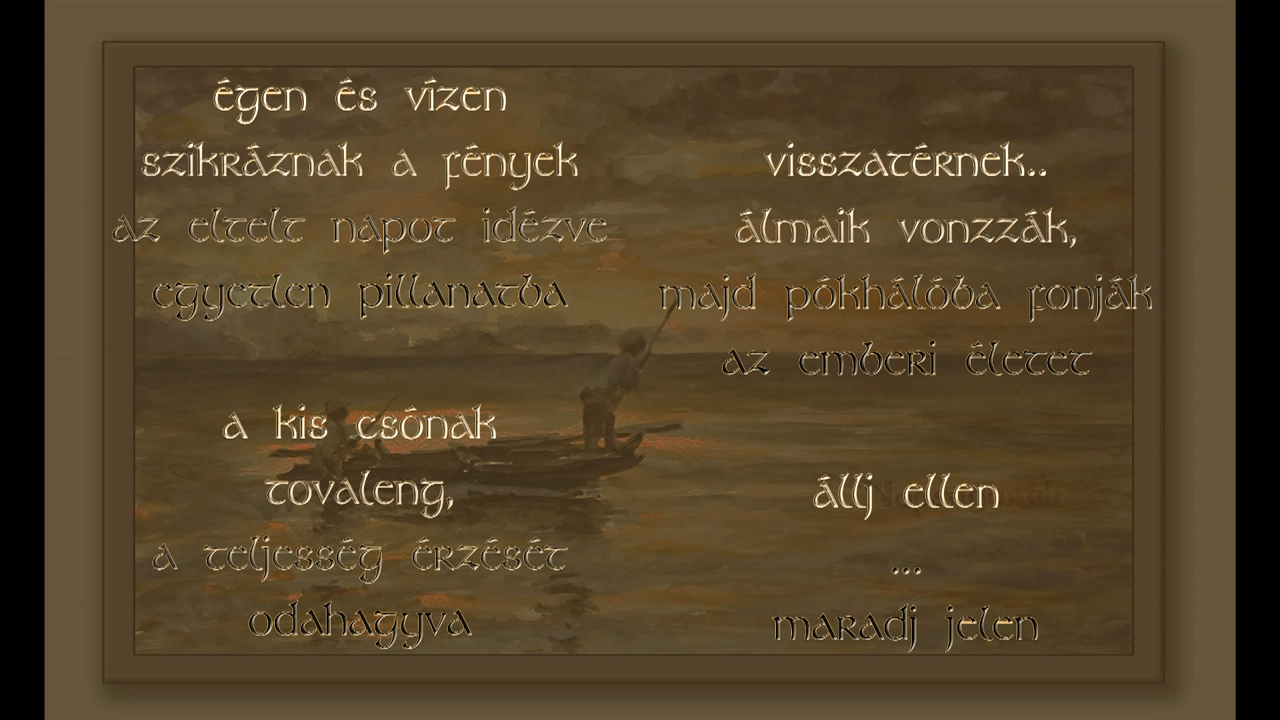 égen és vízen
szikráznak a fények
az eltelt napot idézve
egyetlen pillanatba
a kis csónak
tovaleng,
a teljesség érzését
odahagyva
visszatérnek..
álmaik vonzzák,
majd pókhálóba fonják
az emberi életet
állj ellen
...
maradj jelen